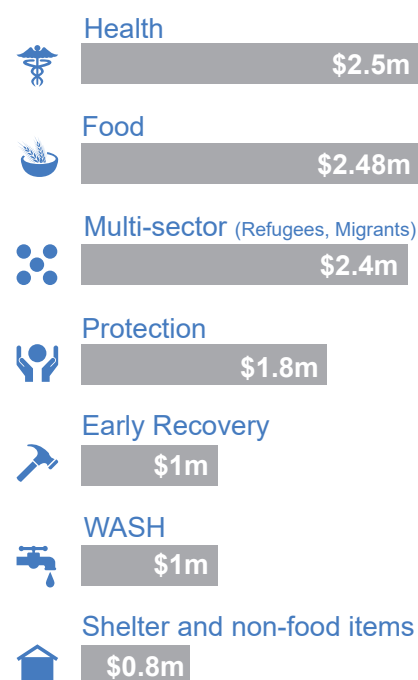 Health
$2.5m
Food
$2.48m
Multi-sector (Refugees, Migrants)
$2.4m
Protection
$1.8m
Early Recovery
$1m
WASH
$1m
Shelter and non-food items
$0.8m